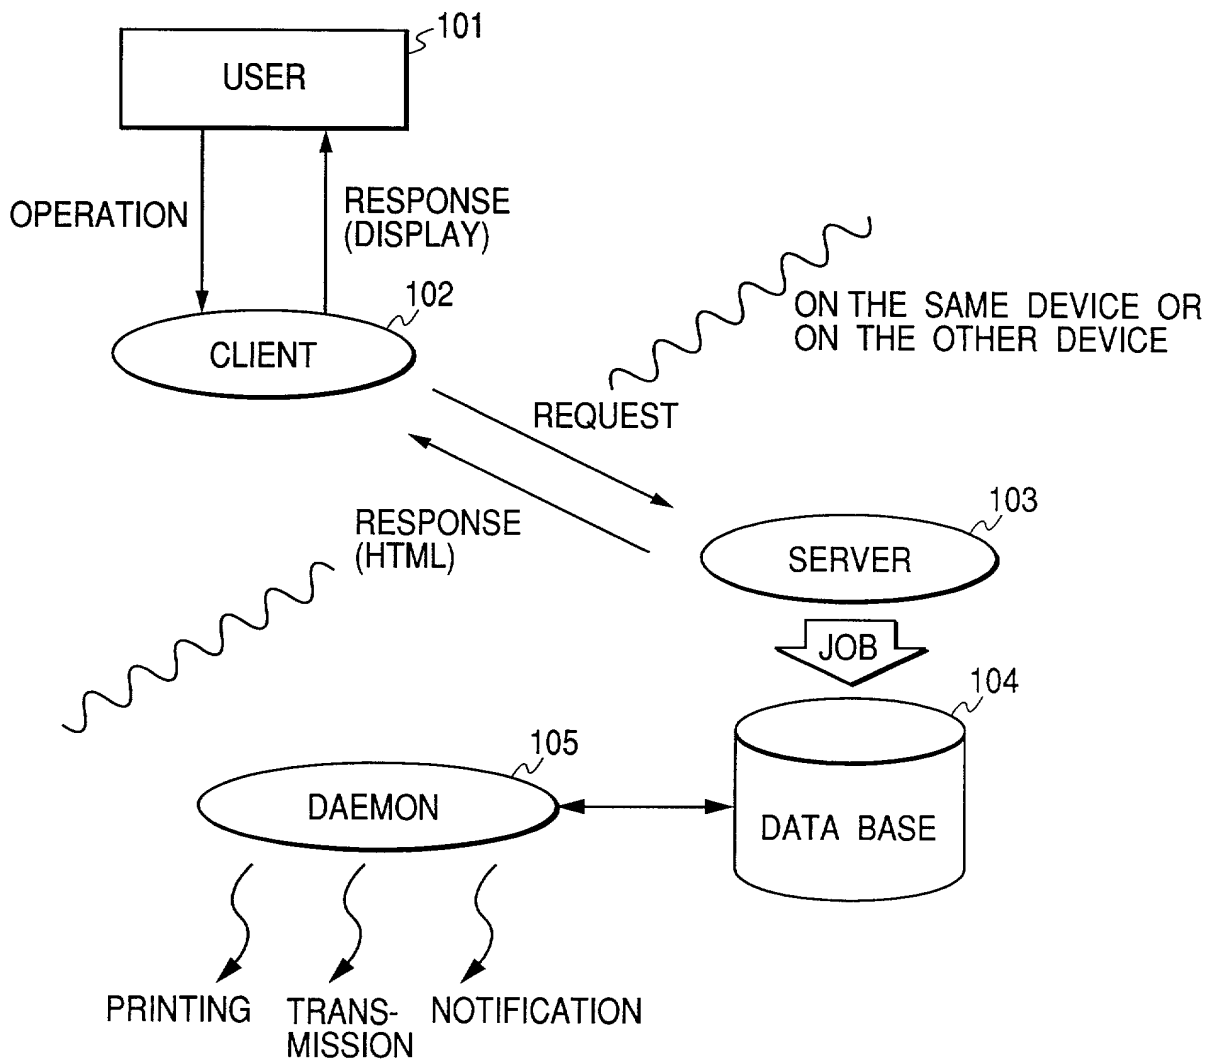 101
USER
OPERATION
RESPONSE
(DISPLAY)
102
CLIENT
ON THE SAME DEVICE OR
ON THE OTHER DEVICE
REQUEST
RESPONSE
(HTML)
103
SERVER
JOB
104
DATA BASE
105
DAEMON
PRINTING
TRANS-
MISSION
NOTIFICATION